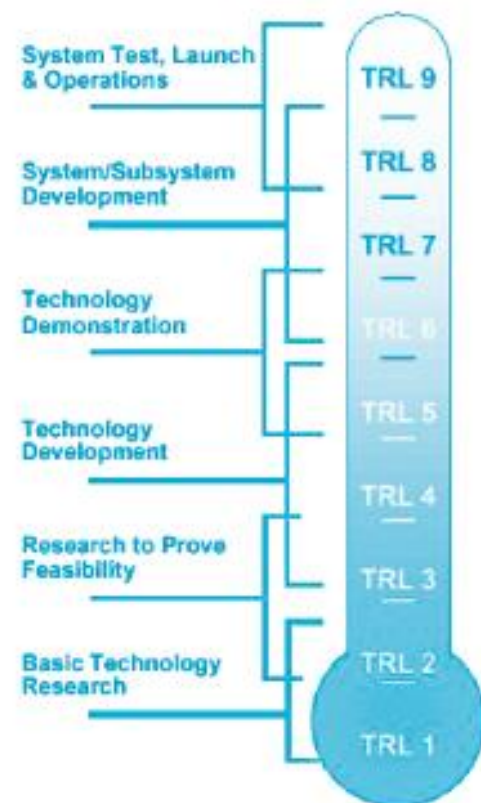 System Test, Launch
& Operations
System/Subsystem
Development
Technology
Demonstration
Technology
Development
Research to Prove
Feasibility
Basic Technology
Research
TRL 9
TRL 8
TRL 7
TRL 6
TRL 5
TRL 4
TRL 3
TRL 2
TRL 1